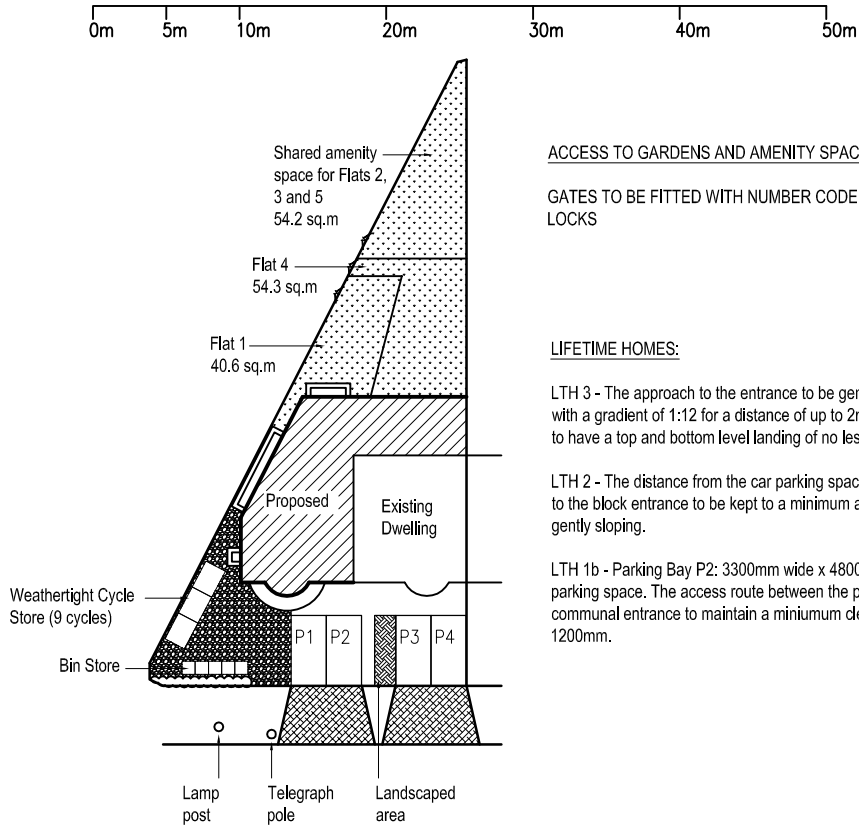 0m 5m 10m 20m 30m 40m 50m
Shared amenity
space for Flats 2,
3 and 5
54.2 sq.m
Flat 4
54.3 sq.m
Flat 1
40.6 sq.m
Proposed
Existing
Dwelling
Weathertight Cycle
Store (9 cycles)
Bin Store
P1 P2 P3 P4
Lamp
post
Telegraph
pole
Landscaped
area
ACCESS TO GARDENS AND AMENITY SPAC
GATES TO BE FITTED WITH NUMBER CODE
LOCKS
LIFETIME HOMES:
LTH 3 - The approach to the entrance to be ger
with a gradient of 1:12 for a distance of up to 2r
to have a top and bottom level landing of no les
LTH 2 - The distance from the car parking spac
to the block entrance to be kept to a minimum a
gently sloping.
LTH 1b - Parking Bay P2: 3300mm wide x 4800
parking space. The access route between the p
communal entrance to maintain a miniumum cle
1200mm.